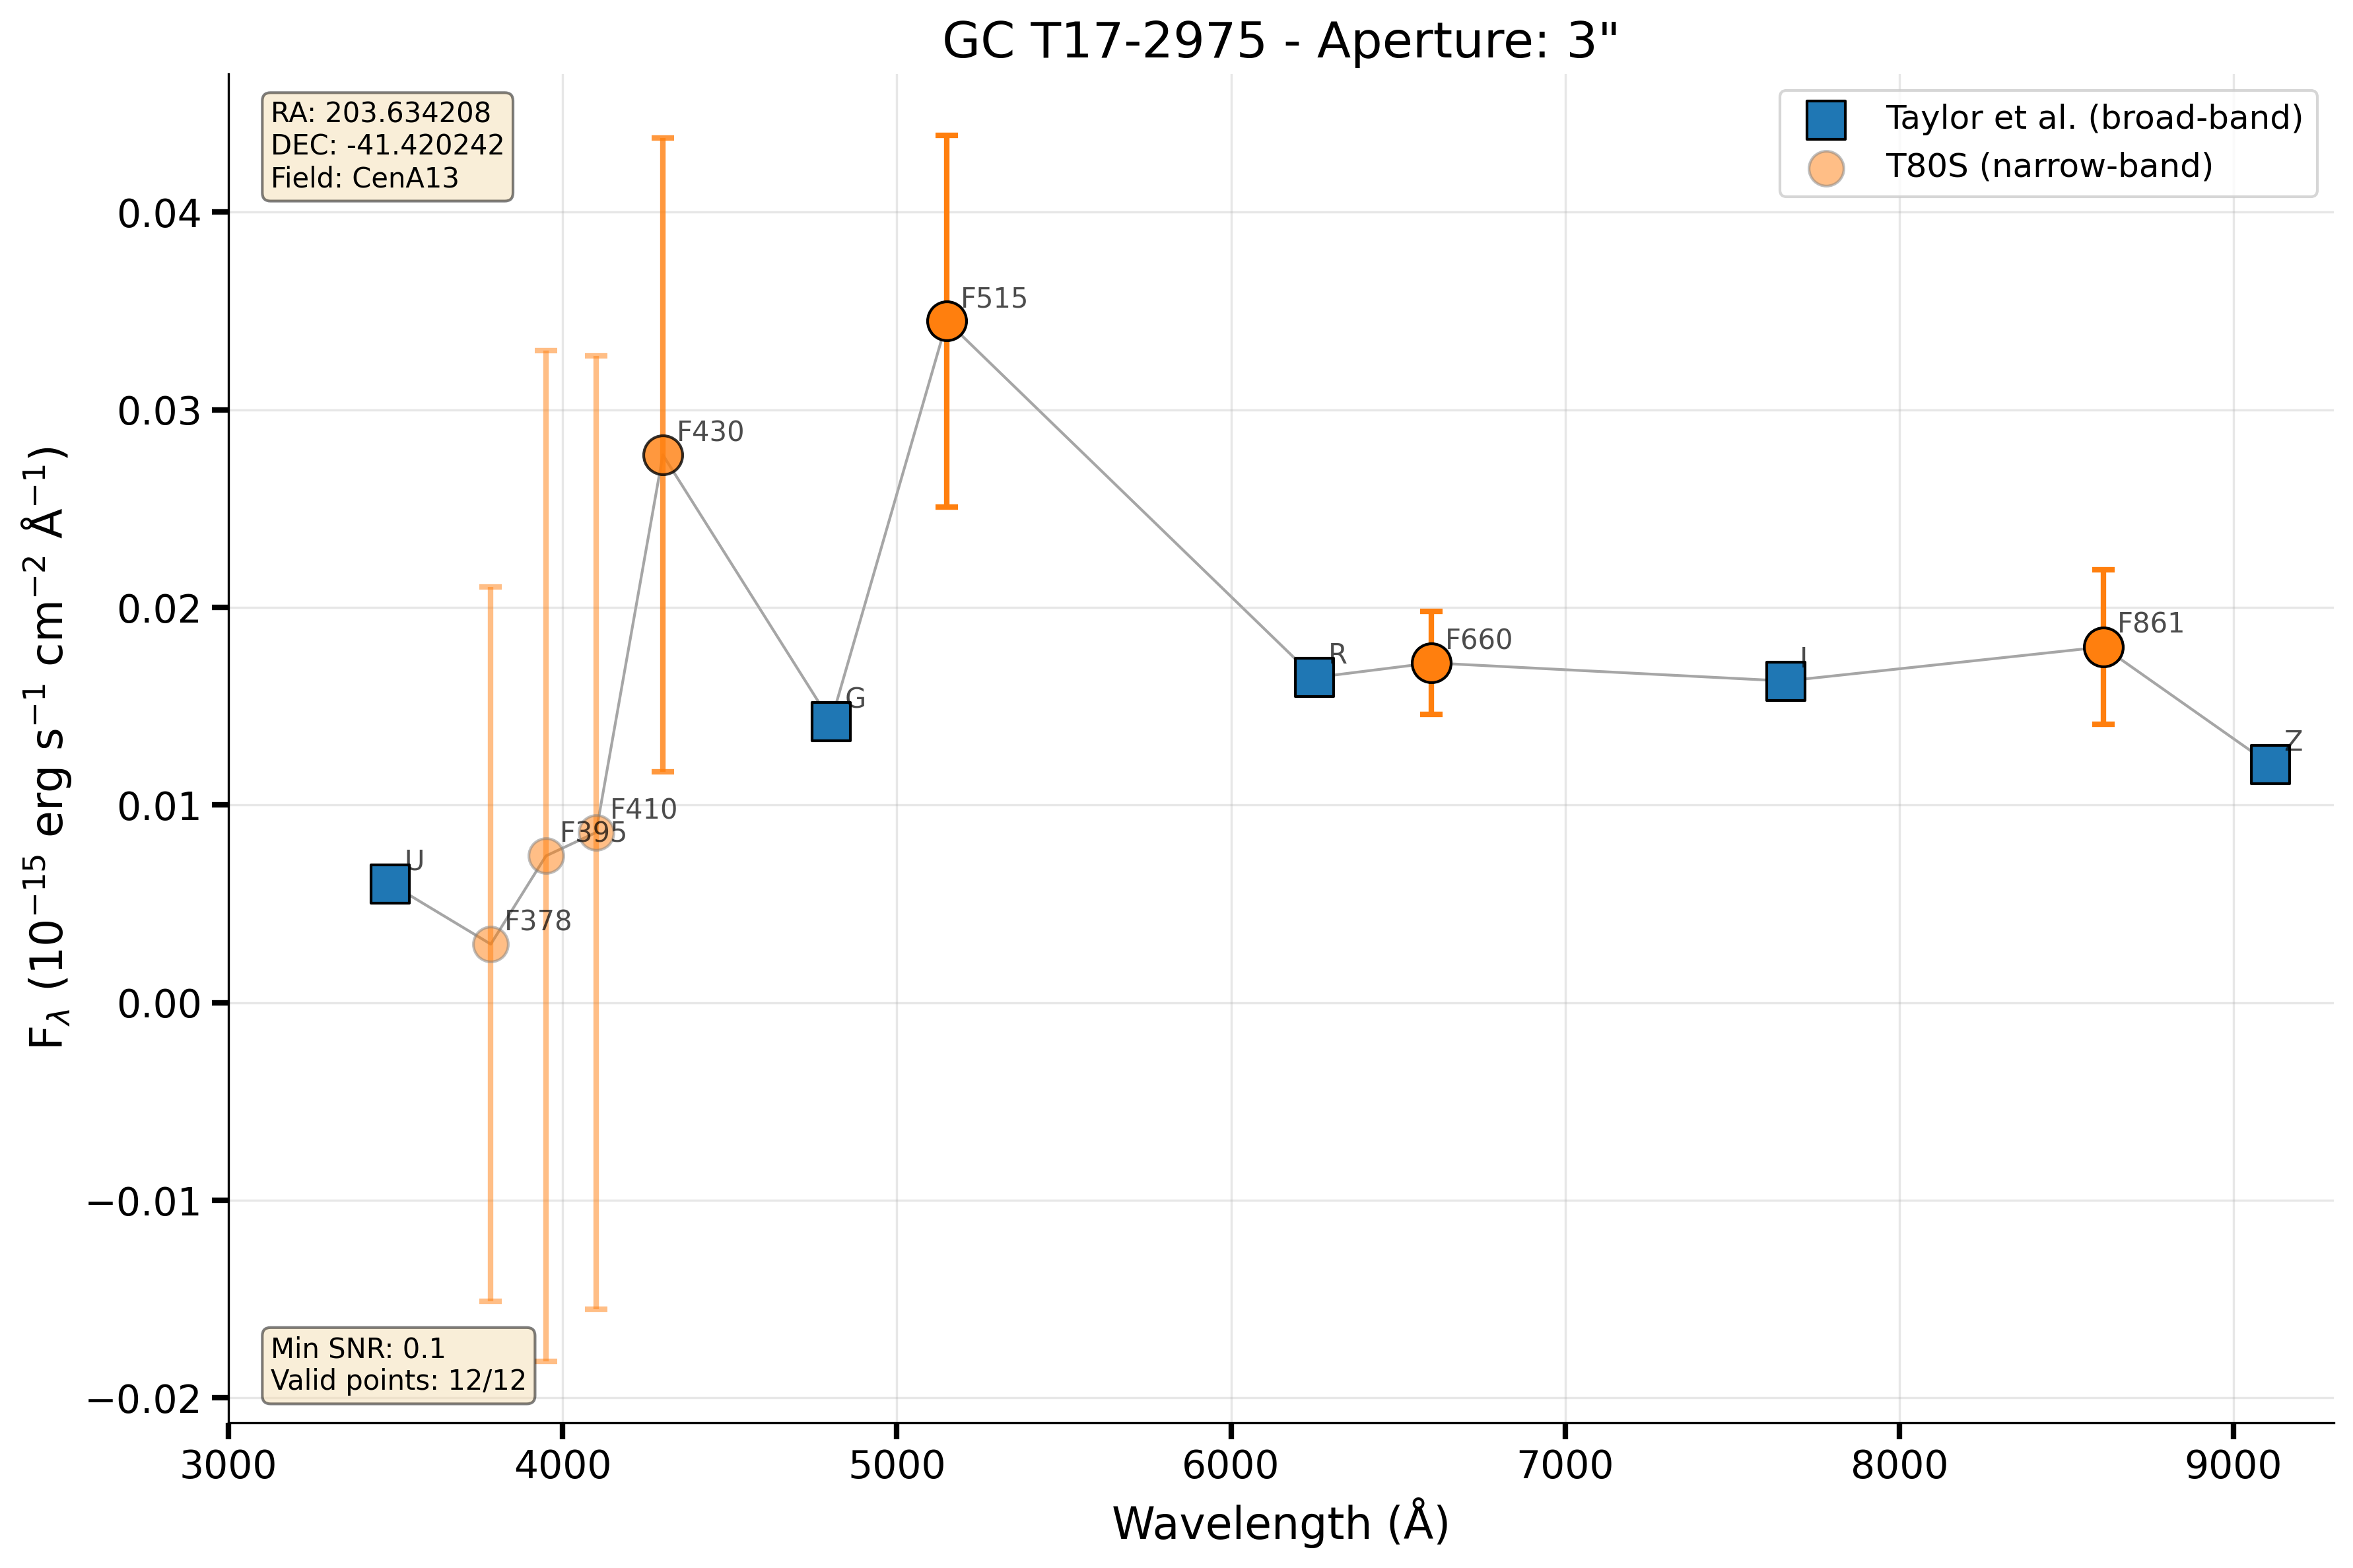 GC T17-2975 - Aperture: 3"
RA: 203.634208
DEC: -41.420242
Field: CenA13
Taylor et al. (broad-band)
T80S (narrow-band)
F_λ (10⁻¹⁵ erg s⁻¹ cm⁻² Å⁻¹)
0.04
0.03
0.02
0.01
0.00
−0.01
−0.02
U
F378
F395
F410
F430
G
F515
R
F660
I
F861
Z
Min SNR: 0.1
Valid points: 12/12
3000 4000 5000 6000 7000 8000 9000
Wavelength (Å)